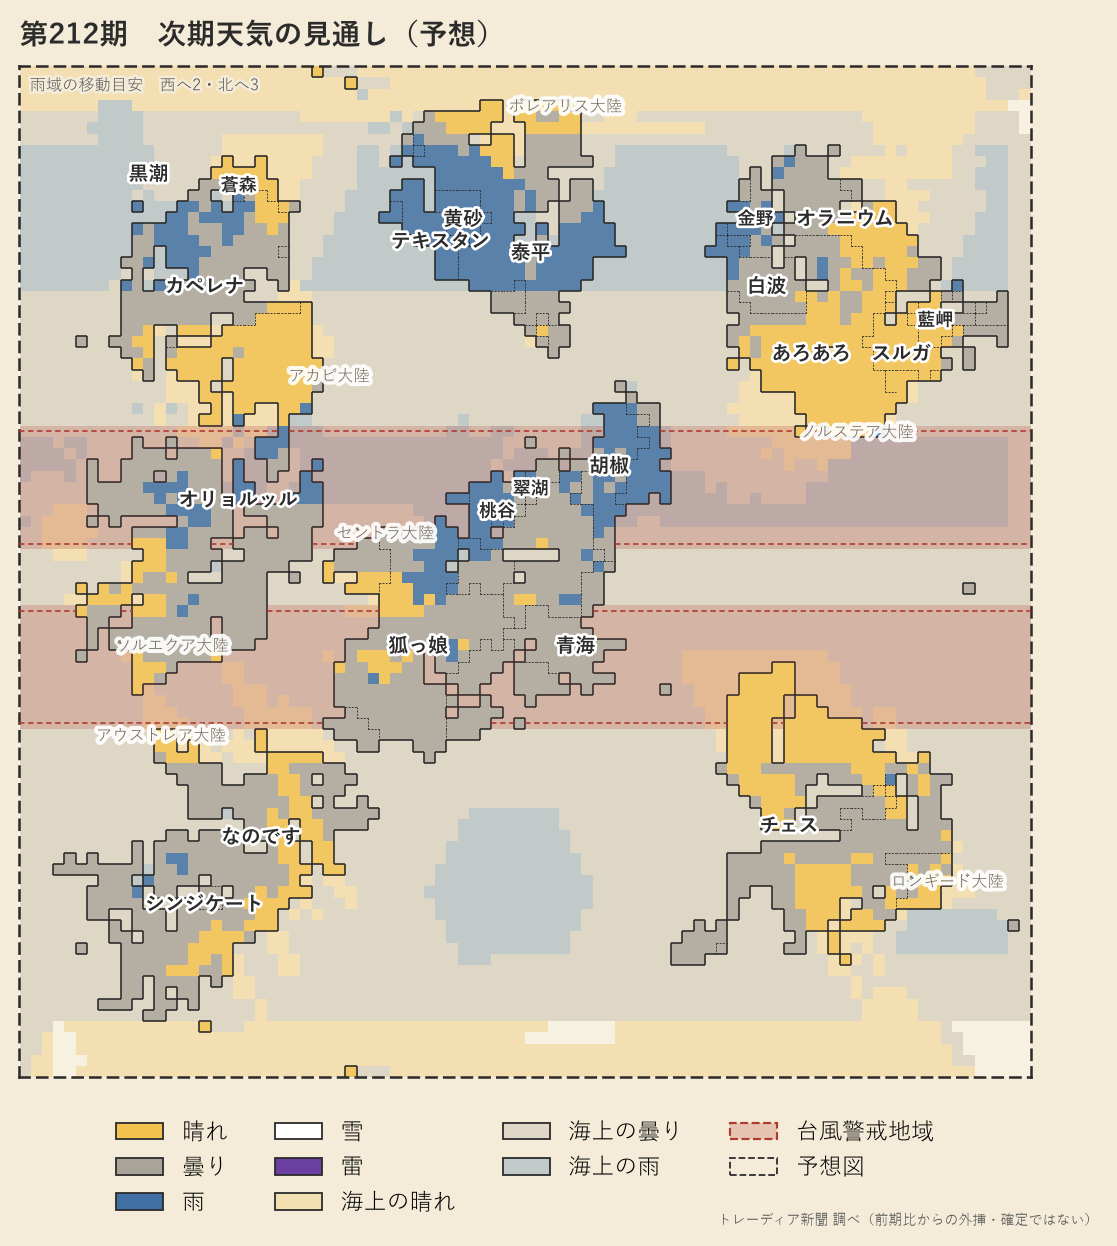 第212期　次期天気の見通し（予想）
雨域の移動目安　西へ2・北へ3
ボレアリス大陸
黒潮
蒼森
黄砂
テキスタン
泰平
金野
オラニウム
カペレナ
白波
藍岬
あろあろ
スルガ
アカピ大陸
ノルステア大陸
胡椒
翠湖
オリョルッル
桃谷
セントラ大陸
ソルエクア大陸
狐っ娘
青海
アウストレア大陸
チェス
なのです
ロンギード大陸
シンジケート
晴れ
雪
海上の曇り
台風警戒地域
曇り
雷
海上の雨
予想図
雨
海上の晴れ
トレーディア新聞 調べ（前期比からの外挿・確定ではない）